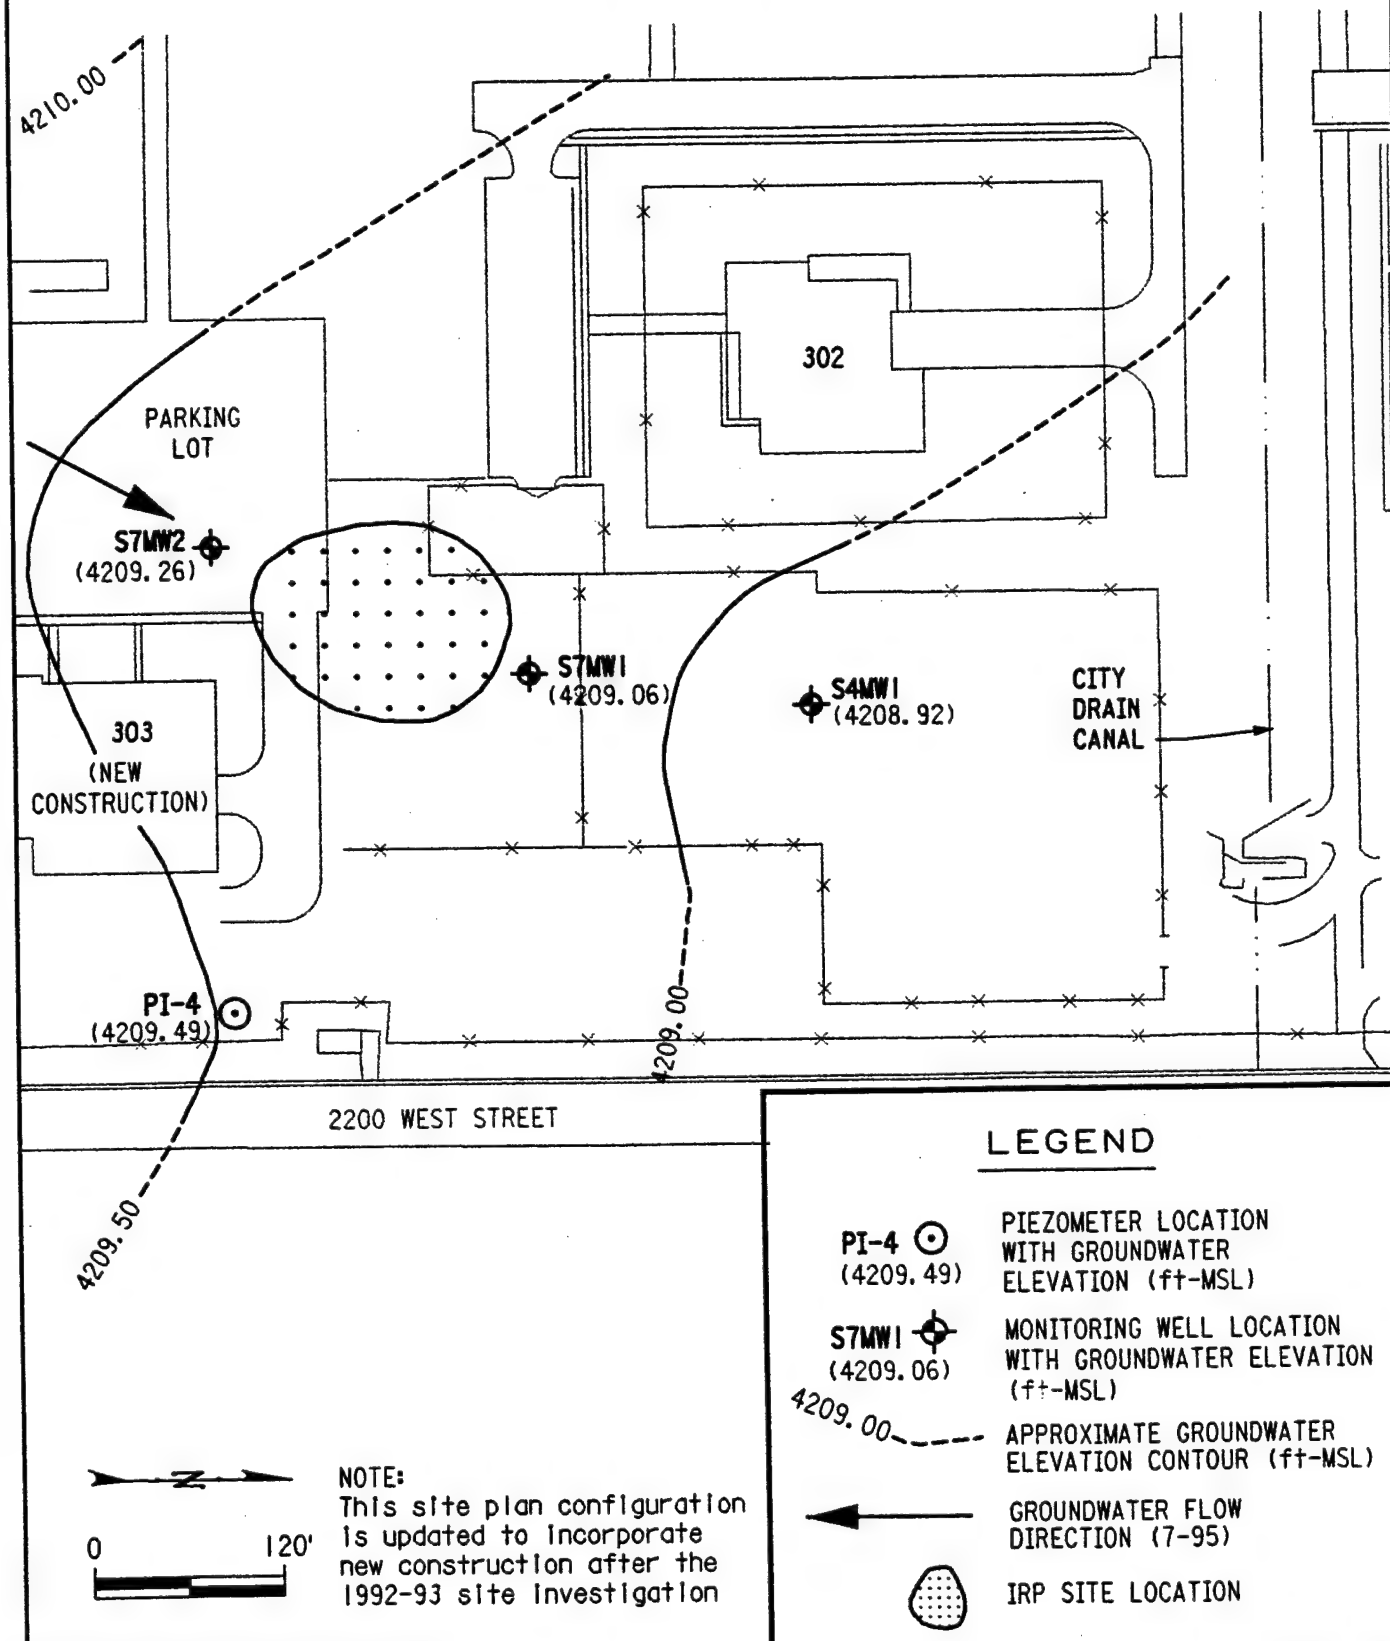 4210.00
302
PARKING
LOT
S7MW2
(4209.26)
S7MW1
(4209.06)
S4MW1
(4208.92)
CITY
DRAIN
CANAL
303
(NEW
CONSTRUCTION)
PI-4
(4209.49)
4209.00
2200 WEST STREET
4209.50
LEGEND
PI-4
(4209.49)
PIEZOMETER LOCATION
WITH GROUNDWATER
ELEVATION (ft-MSL)
S7MW1
(4209.06)
MONITORING WELL LOCATION
WITH GROUNDWATER ELEVATION
(ft-MSL)
4209.00
APPROXIMATE GROUNDWATER
ELEVATION CONTOUR (ft-MSL)
GROUNDWATER FLOW
DIRECTION (7-95)
IRP SITE LOCATION
N
0 120'
NOTE:
This site plan configuration
is updated to incorporate
new construction after the
1992-93 site investigation